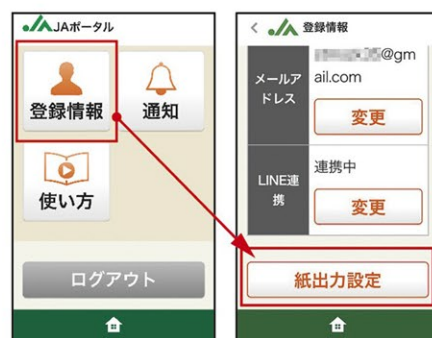 JAポータル
登録情報
通知
使い方
ログアウト
登録情報
メールア
ドレス
@gm
ail.com
変更
LINE連
携
連携中
変更
紙出力設定